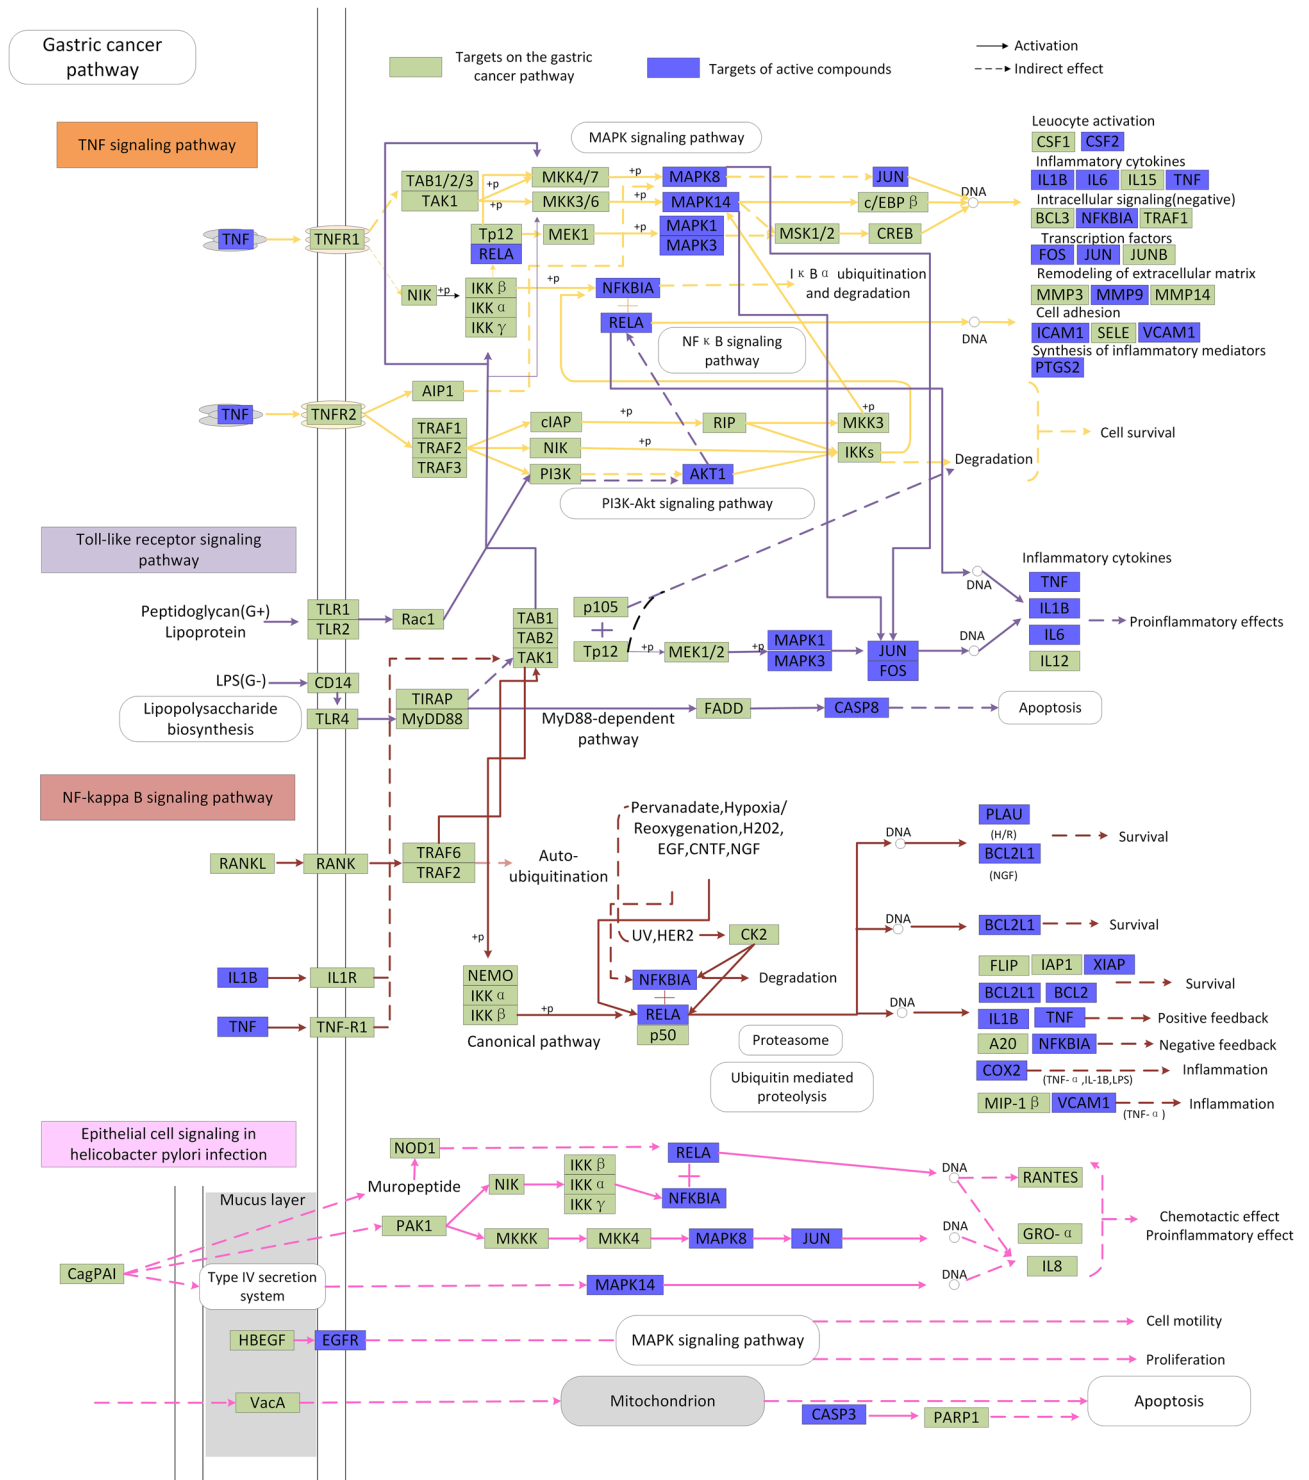 Gastric cancer
pathway
Targets on the gastric
cancer pathway
Targets of active compounds
Activation
Indirect effect
TNF signaling pathway
MAPK signaling pathway
Leuocyte activation
CSF1 CSF2
Inflammatory cytokines
IL1B IL6 IL15 TNF
Intracellular signaling(negative)
BCL3 NFKBIA TRAF1
Transcription factors
FOS JUN JUNB
Remodeling of extracellular matrix
MMP3 MMP9 MMP14
Cell adhesion
ICAM1 SELE VCAM1
Synthesis of inflammatory mediators
PTGS2
TNF TNFR1
TAB1/2/3
TAK1
+p
+p
MKK4/7 +p MAPK8 JUN
MKK3/6 +p MAPK14 c/EBP β
DNA
Tp12
RELA
MEK1 +p MAPK1
MAPK3
MSK1/2 CREB
NIK +p IKK β
IKK α
IKK γ
+p NFKBIA
I κ B α ubiquitination
and degradation
RELA
DNA
NF κ B signaling
pathway
TNF TNFR2
AIP1
TRAF1
TRAF2
TRAF3
cIAP +p RIP
+p
MKK3
NIK +p IKKs
PI3K AKT1
Degradation
Cell survival
PI3K-Akt signaling pathway
Toll-like receptor signaling
pathway
Peptidoglycan(G+)
Lipoprotein
TLR1
TLR2
Rac1
TAB1
TAB2
TAK1
p105
Tp12 +p MEK1/2 +p MAPK1
MAPK3
JUN
FOS
DNA
DNA
Inflammatory cytokines
TNF
IL1B
IL6
IL12
Proinflammatory effects
LPS(G-) CD14
Lipopolysaccharide
biosynthesis
TLR4
TIRAP
MyDD88
MyD88-dependent
pathway
FADD CASP8 Apoptosis
NF-kappa B signaling pathway
RANKL RANK
TRAF6
TRAF2
Auto-
ubiquitination
Pervanadate,Hypoxia/
Reoxygenation,H202,
EGF,CNTF,NGF
DNA
PLAU
(H/R)
BCL2L1
(NGF)
Survival
+p
UV,HER2 CK2
DNA
BCL2L1 Survival
IL1B IL1R
TNF TNF-R1
NEMO
IKK α
IKK β
+p
Canonical pathway
NFKBIA Degradation
RELA
p50
DNA
Proteasome
Ubiquitin mediated
proteolysis
FLIP IAP1 XIAP
BCL2L1 BCL2
Survival
IL1B TNF Positive feedback
A20 NFKBIA Negative feedback
COX2 Inflammation
(TNF- α ,IL-1B,LPS)
MIP-1 β VCAM1 Inflammation
(TNF- α )
Epithelial cell signaling in
helicobacter pylori infection
Mucus layer
NOD1
Muropeptide
RELA
NFKBIA
NIK
IKK β
IKK α
IKK γ
PAK1
MKKK MKK4 MAPK8 JUN
DNA
DNA
DNA
RANTES
GRO- α
IL8
Chemotactic effect
Proinflammatory effect
CagPAI
Type IV secretion
system
MAPK14
HBEGF EGFR
MAPK signaling pathway
Cell motility
Proliferation
VacA
Mitochondrion
CASP3 PARP1
Apoptosis